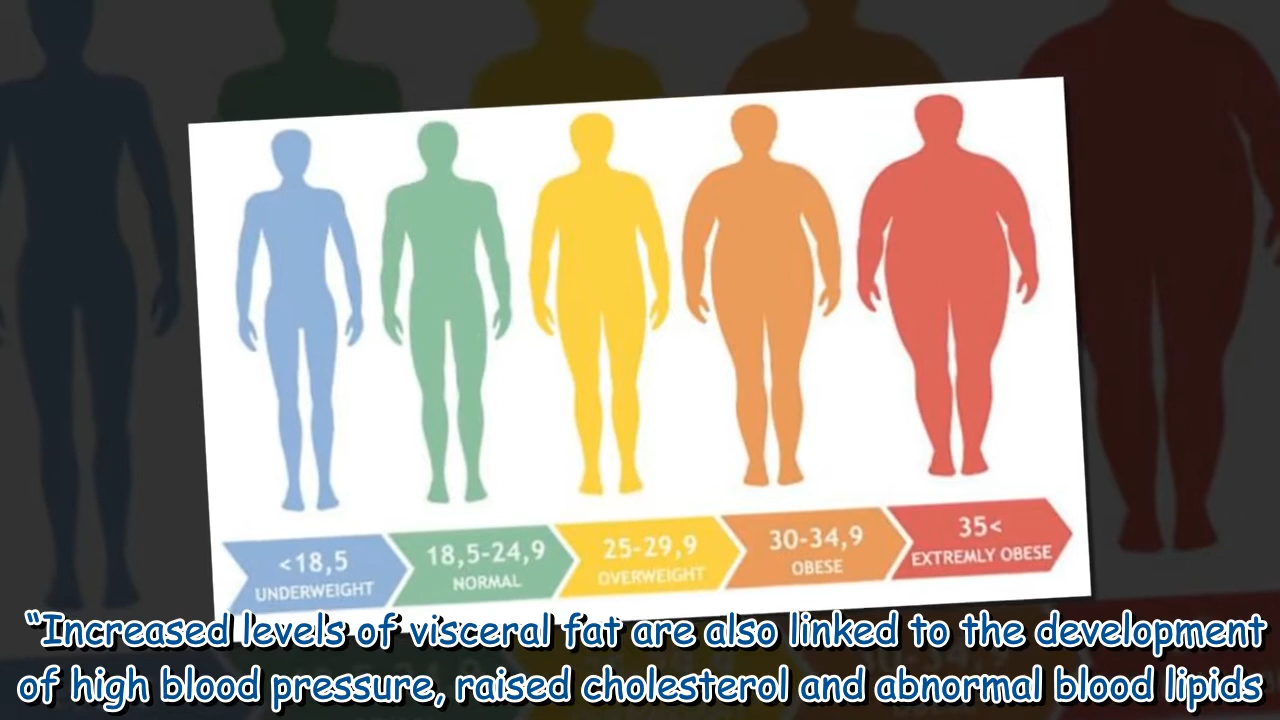 <18,5
UNDERWEIGHT
18,5-24,9
NORMAL
25-29,9
OVERWEIGHT
30-34,9
OBESE
35<
EXTREMLY OBESE
“Increased levels of visceral fat are also linked to the development
of high blood pressure, raised cholesterol and abnormal blood lipids